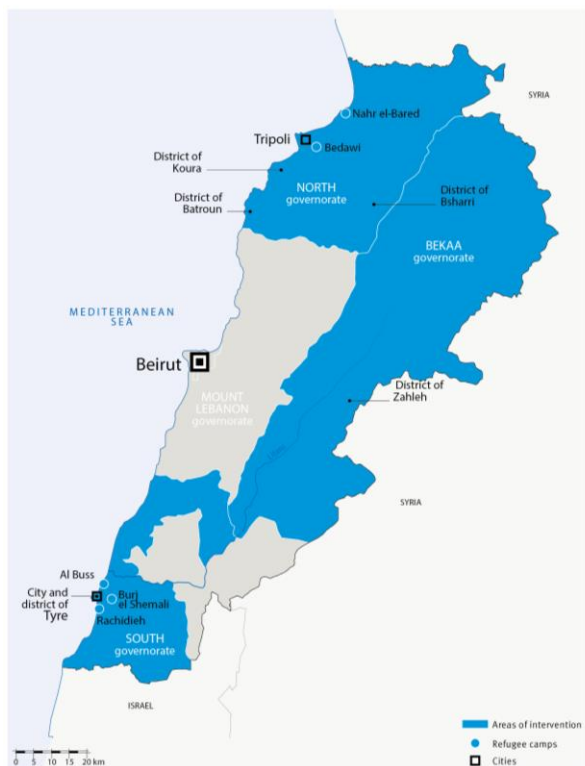 SYRIA
Nahr el-Bared
Tripoli
Bedawi
District of
Koura
NORTH
governorate
District of
Bsharri
District of
Batroun
BEKAA
governorate
MEDITERRANEAN
SEA
Beirut
MOUNT
LEBANON
governorate
District of
Zahleh
SYRIA
Al Buss
City and
district of
Tyre
Burj
el Shemali
Rachidieh
SOUTH
governorate
ISRAEL
Areas of intervention
Refugee camps
Cities
0 5 10 15 20 km